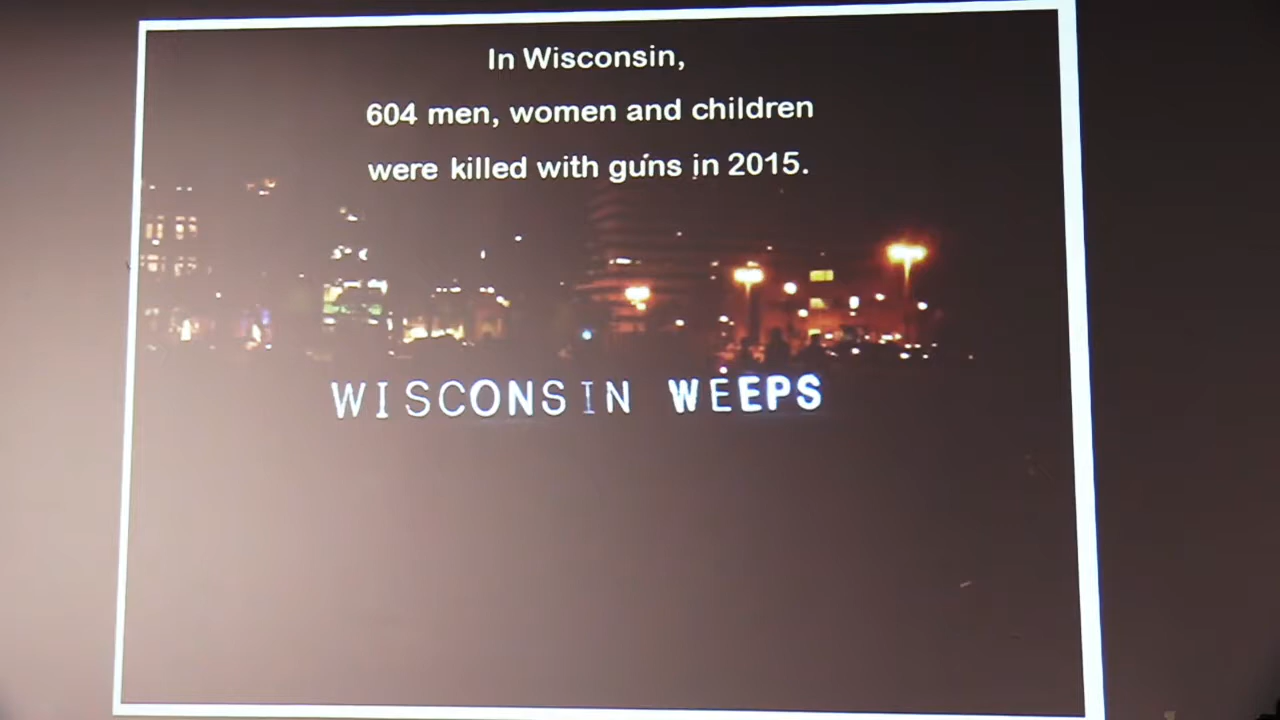 In Wisconsin,
604 men, women and children
were killed with guns in 2015.
WISCONSIN WEEPS